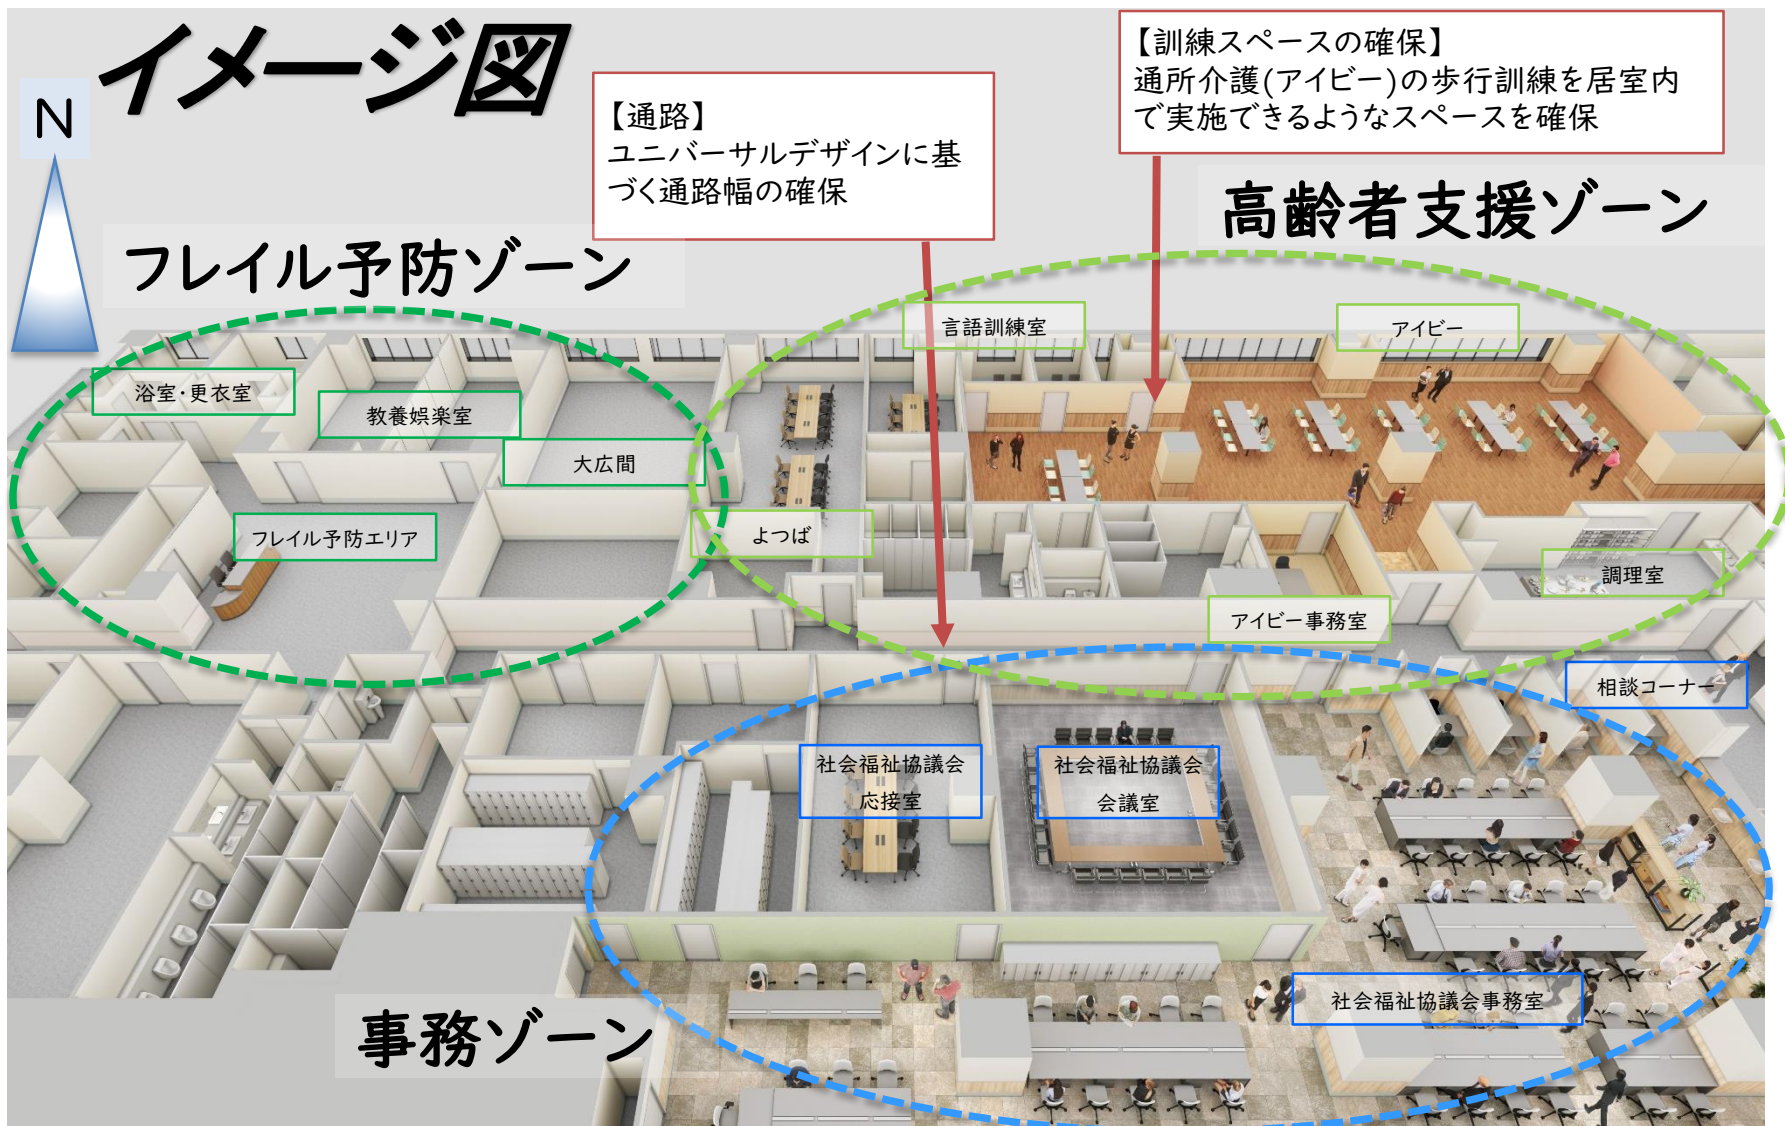 イメージ図
N
【通路】
ユニバーサルデザインに基
づく通路幅の確保
【訓練スペースの確保】
通所介護(アイビー)の歩行訓練を居室内
で実施できるようなスペースを確保
高齢者支援ゾーン
フレイル予防ゾーン
言語訓練室
アイビー
浴室・更衣室
教養娯楽室
大広間
フレイル予防エリア
よつば
調理室
アイビー事務室
相談コーナー
社会福祉協議会
応接室
社会福祉協議会
会議室
社会福祉協議会事務室
事務ゾーン